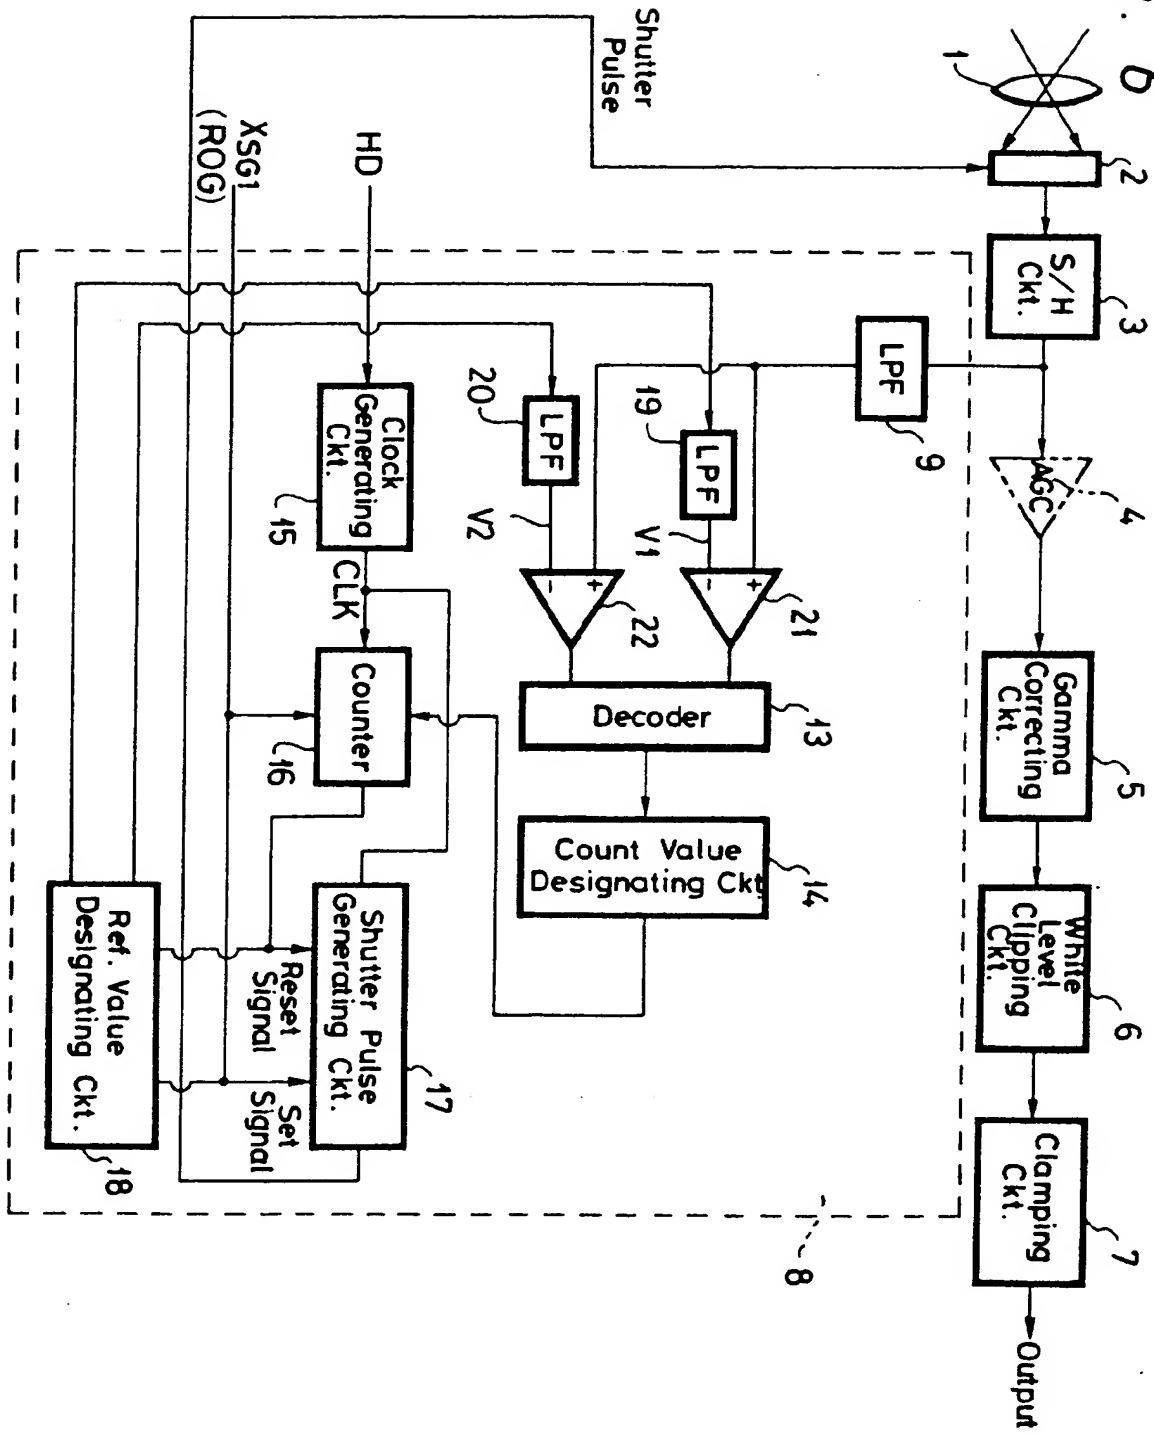 D
1
2
S/H
Ckt.
3
AGC
4
Gamma
Correcting
Ckt.
5
White
Level
Clipping
Ckt.
6
Clamping
Ckt.
7
Output
Shutter
Pulse
LPF
9
LPF
19
V1
+
-
21
LPF
20
V2
+
-
22
Decoder
13
Count Value
Designating Ckt
14
HD
Clock
Generating
Ckt.
15
CLK
Counter
16
XSG1
(ROG)
Shutter Pulse
Generating Ckt.
17
Reset
Signal
Set
Signal
Ref. Value
Designating Ckt.
18
8